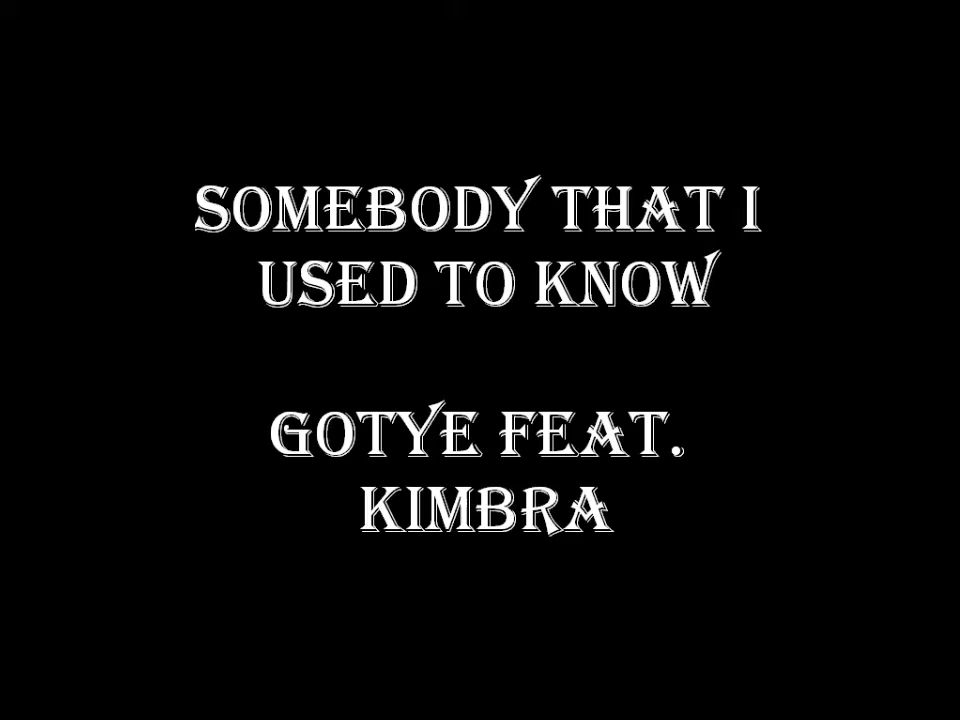 SOMEBODY THAT I
USED TO KNOW
GOTYE FEAT.
KIMBRA